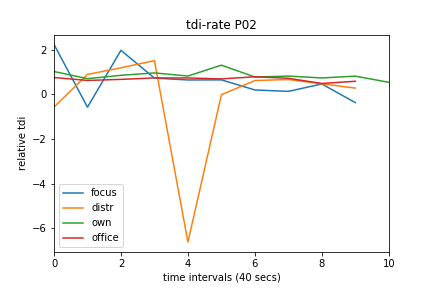 tdi-rate P02
relative tdi
2
0
−2
−4
−6
focus
distr
own
office
0 2 4 6 8 10
time intervals (40 secs)